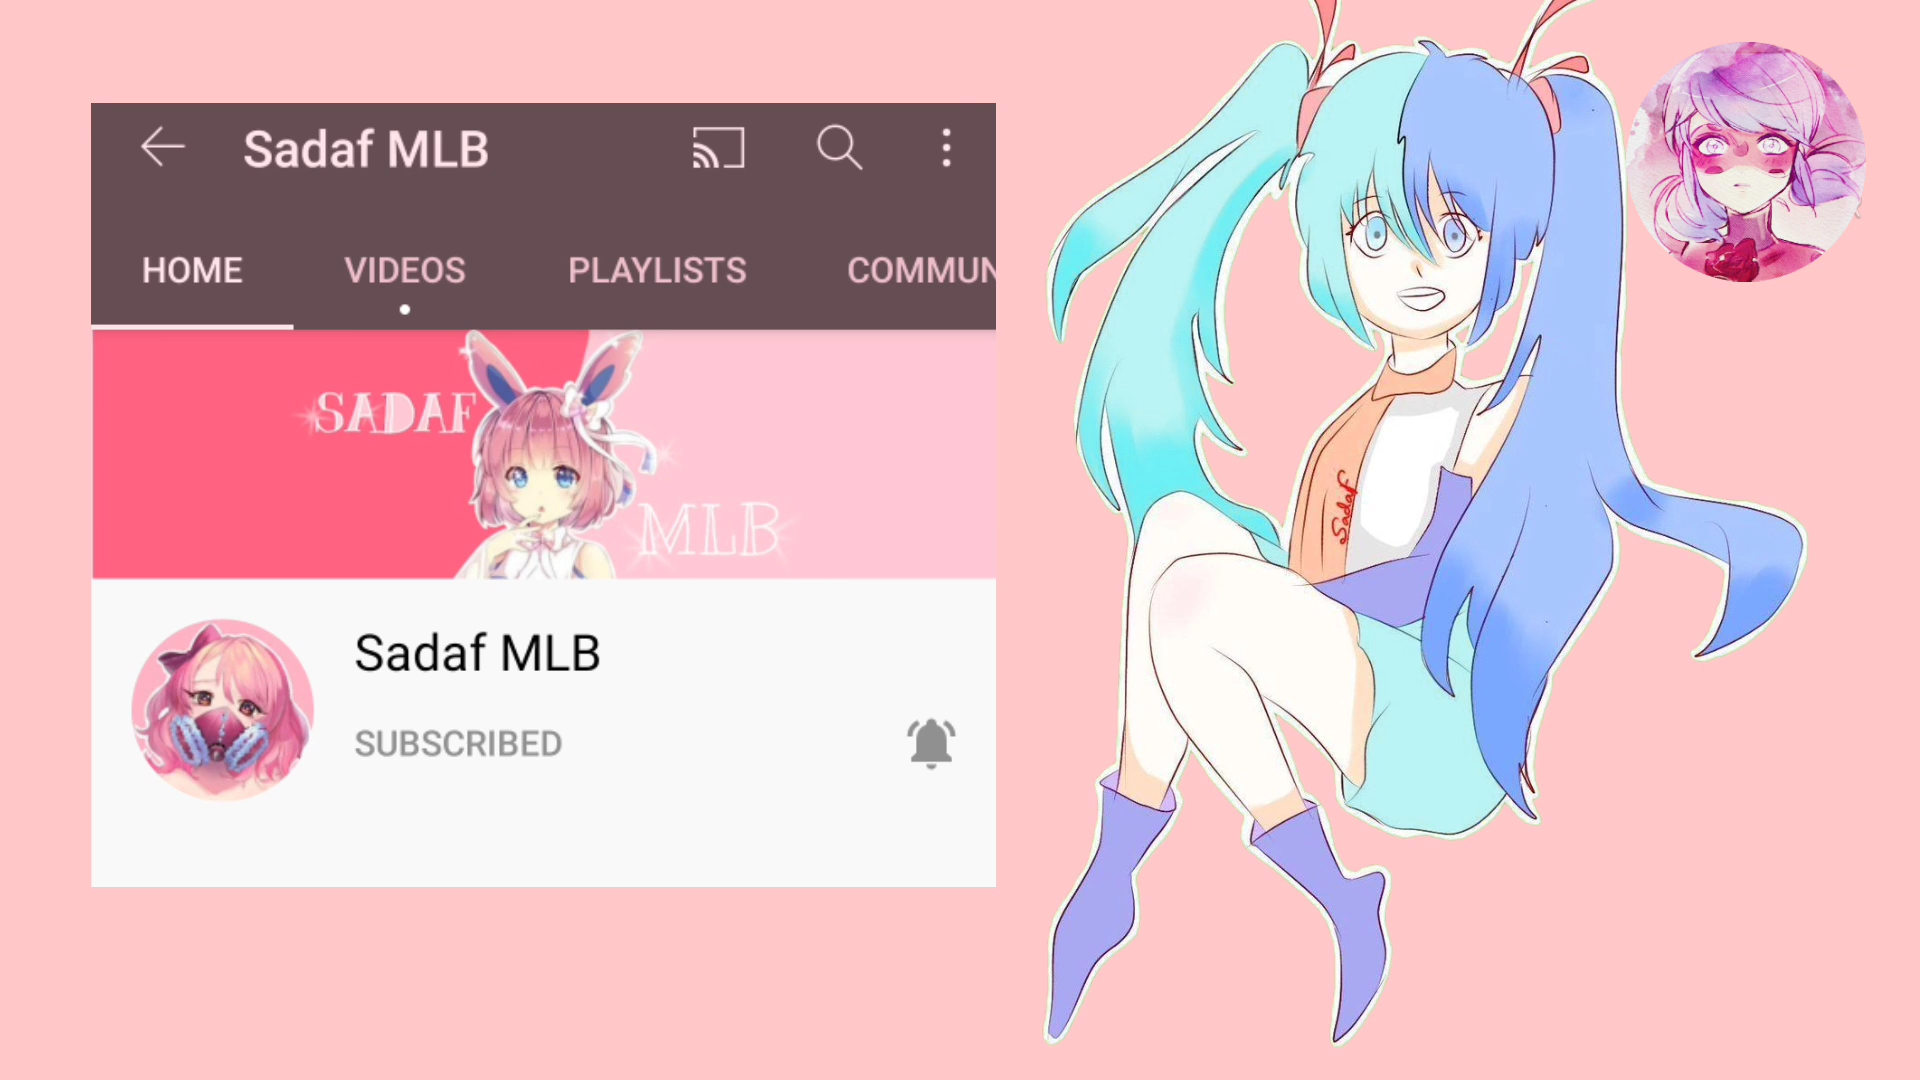 Sadaf MLB
HOME VIDEOS PLAYLISTS COMMUN
SADAF
MLB
Sadaf MLB
SUBSCRIBED
Sadaf